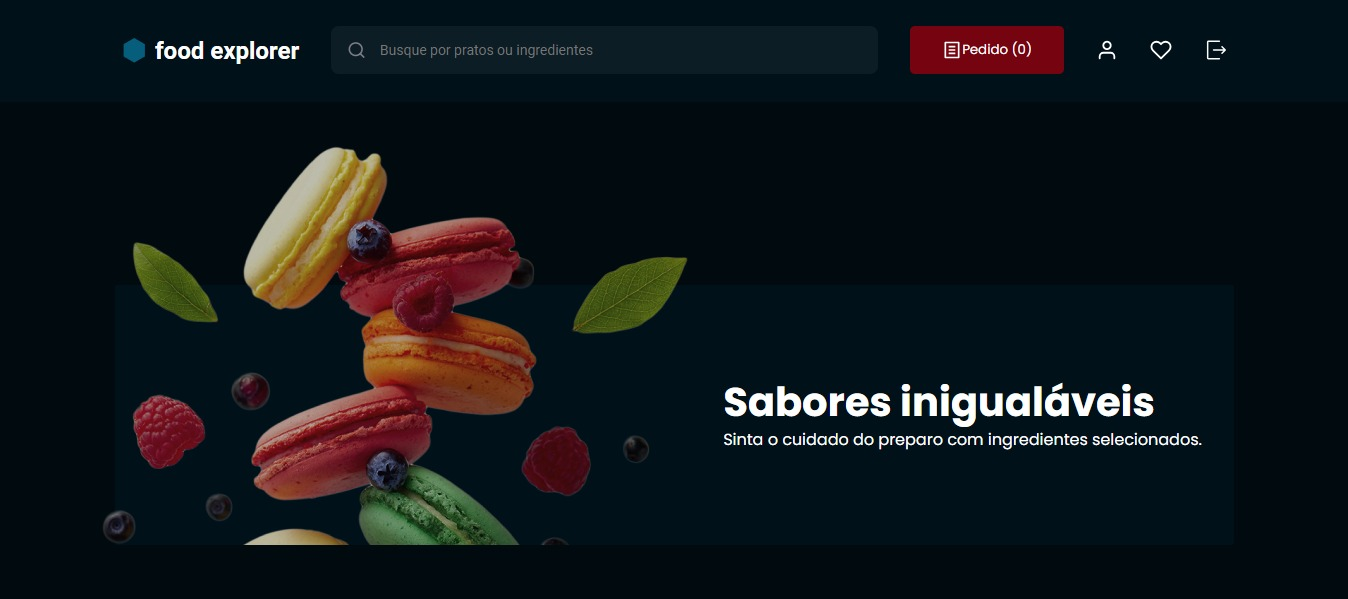 food explorer
Busque por pratos ou ingredientes
Pedido (0)
Sabores inigualáveis
Sinta o cuidado do preparo com ingredientes selecionados.